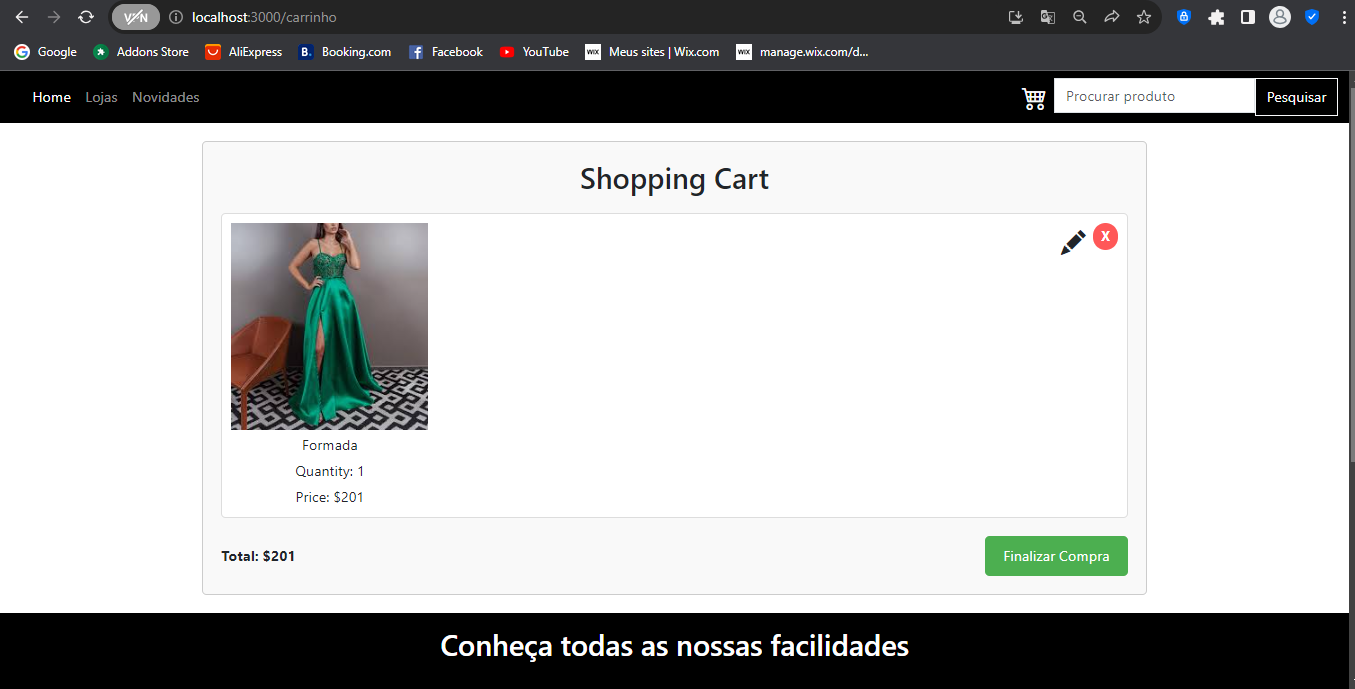 VPN localhost:3000/carrinho
Google Addons Store AliExpress B. Booking.com Facebook YouTube WIX Meus sites | Wix.com WIX manage.wix.com/d...
Home Lojas Novidades Procurar produto Pesquisar
Shopping Cart
X
Formada
Quantity: 1
Price: $201
Total: $201 Finalizar Compra
Conheça todas as nossas facilidades